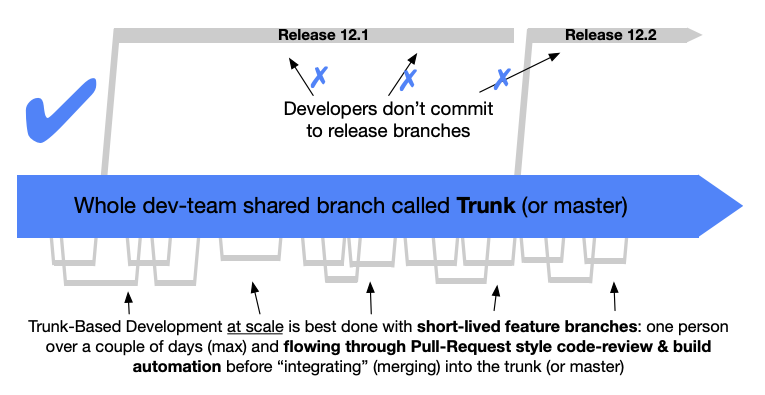 Release 12.1
Release 12.2
Developers don’t commit
to release branches
Whole dev-team shared branch called Trunk (or master)
Trunk-Based Development at scale is best done with short-lived feature branches: one person
over a couple of days (max) and flowing through Pull-Request style code-review & build
automation before “integrating” (merging) into the trunk (or master)